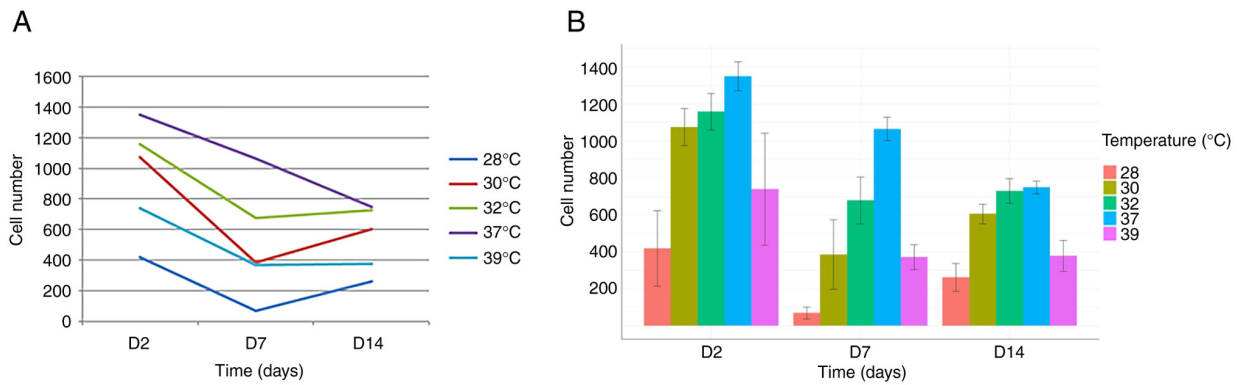 A
1600
1400
1200
1000
800
600
400
200
0
Cell number
D2 D7 D14
Time (days)
28°C
30°C
32°C
37°C
39°C
B
1400
1200
1000
800
600
400
200
Cell number
D2 D7 D14
Time (days)
Temperature (°C)
28
30
32
37
39